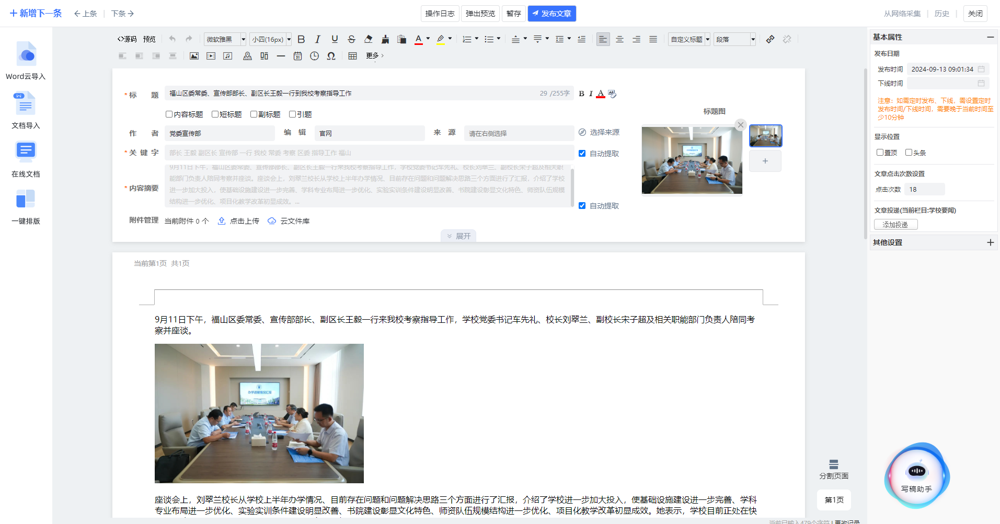 新增下一条
上条
下条
操作日志
弹出预览
暂存
发布文章
从网络采集
历史
关闭
Word云导入
文档导入
在线文档
一键排版
源码 预览
微软雅黑
小四(16px)
自定义标题
段落
更多
* 标 题
福山区委常委、宣传部部长、副区长王毅一行到我校考察指导工作
29 /255字
B I A
内容标题 短标题 副标题 引题
作 者
党委宣传部
编 辑
官网
来 源
请在右侧选择
选择来源
* 关 键 字
部长 王毅 副区长 宣传部 一行 我校 常委 考察 区委 指导工作 福山
自动提取
* 内容摘要
9月11日下午，福山区委常委、宣传部部长、副区长王毅一行来我校考察指导工作，学校党委书记车先礼、校长刘翠兰、副校长宋子超及相关职
能部门负责人陪同考察并座谈。座谈会上，刘翠兰校长从学校上半年办学情况、目前存在问题和问题解决思路三个方面进行了汇报，介绍了学校
进一步加大投入，使基础设施建设进一步完善、学科专业布局进一步优化、实验实训条件建设明显改善、书院建设彰显文化特色、师资队伍规模
结构进一步优化、项目化教学改革初显成效。...
自动提取
附件管理
当前附件 0 个
点击上传
云文件库
标题图
展开
当前第1页 共1页
9月11日下午，福山区委常委、宣传部部长、副区长王毅一行来我校考察指导工作，学校党委书记车先礼、校长刘翠兰、副校长宋子超及相关职能部门负责人陪同考
察并座谈。
办学进展情况汇报
座谈会上，刘翠兰校长从学校上半年办学情况、目前存在问题和问题解决思路三个方面进行了汇报，介绍了学校进一步加大投入，使基础设施建设进一步完善、学科
专业布局进一步优化、实验实训条件建设明显改善、书院建设彰显文化特色、师资队伍规模结构进一步优化、项目化教学改革初显成效。她表示，学校目前正处在快
分割页面
第1页
当前已输入479个字符 | 更改记录
基本属性
发布日期
发布时间
2024-09-13 09:01:34
下线时间
注意：如需定时发布、下线，需设置定时
发布时间/下线时间，需要晚于当前时间至
少10分钟
显示位置
置顶 头条
文章点击次数设置
点击次数
18
文章投递(当前栏目:学校要闻)
添加投递
其他设置
写稿助手